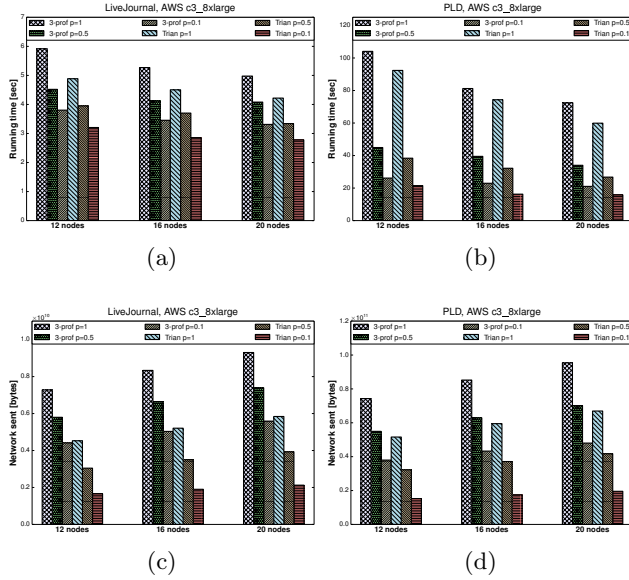 LiveJournal, AWS c3_8xlarge
3-prof p=1
3-prof p=0.1
Trian p=0.5
3-prof p=0.5
Trian p=1
Trian p=0.1
Running time [sec]
7
6
5
4
3
2
1
0
12 nodes
16 nodes
20 nodes
(a)
PLD, AWS c3_8xlarge
3-prof p=1
3-prof p=0.1
Trian p=0.5
3-prof p=0.5
Trian p=1
Trian p=0.1
Running time [sec]
120
100
80
60
40
20
0
12 nodes
16 nodes
20 nodes
(b)
LiveJournal, AWS c3_8xlarge
×10^10
3-prof p=1
3-prof p=0.1
Trian p=0.5
3-prof p=0.5
Trian p=1
Trian p=0.1
Network sent [bytes]
1.0
0.8
0.6
0.4
0.2
0.0
12 nodes
16 nodes
20 nodes
(c)
PLD, AWS c3_8xlarge
×10^11
3-prof p=1
3-prof p=0.1
Trian p=0.5
3-prof p=0.5
Trian p=1
Trian p=0.1
Network sent [bytes]
1.2
1.0
0.8
0.6
0.4
0.2
0.0
12 nodes
16 nodes
20 nodes
(d)